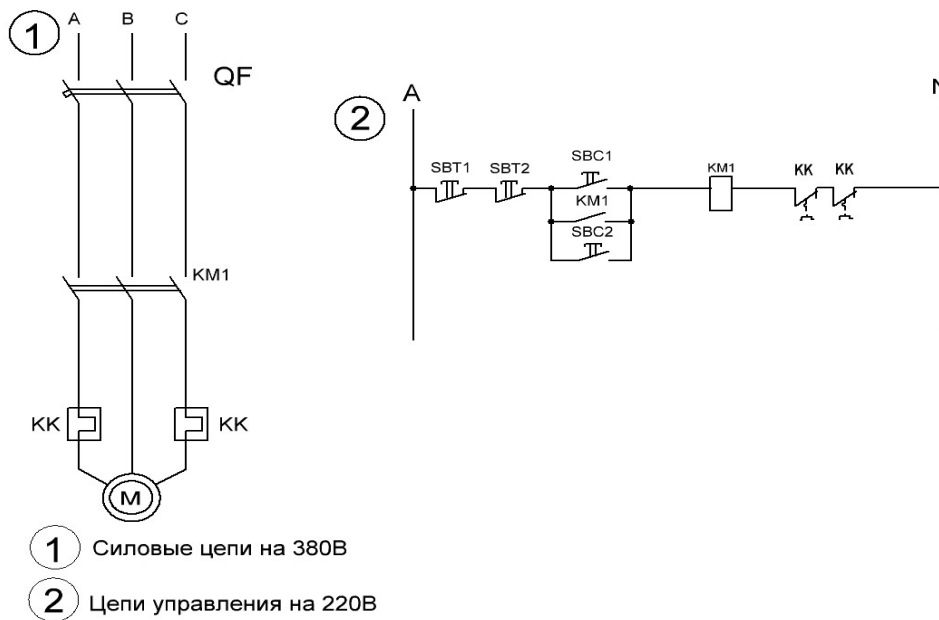 1
A B C
QF
KM1
KK KK
M
2
A
N
SBT1 SBT2 SBC1 KM1 KK KK
KM1
SBC2
1 Силовые цепи на 380В
2 Цепи управления на 220В